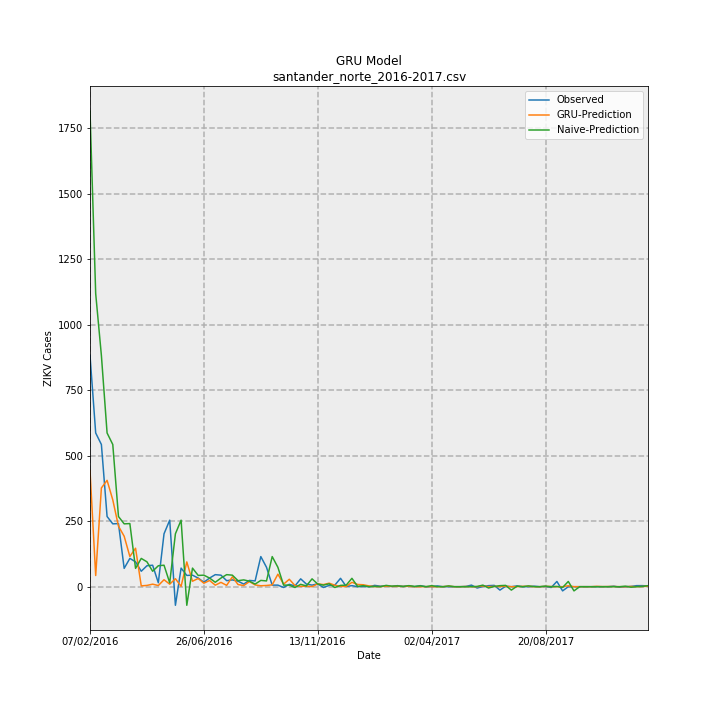 GRU Model
santander_norte_2016-2017.csv
Observed
GRU-Prediction
Naive-Prediction
ZIKV Cases
1750
1500
1250
1000
750
500
250
0
07/02/2016
26/06/2016
13/11/2016
02/04/2017
20/08/2017
Date